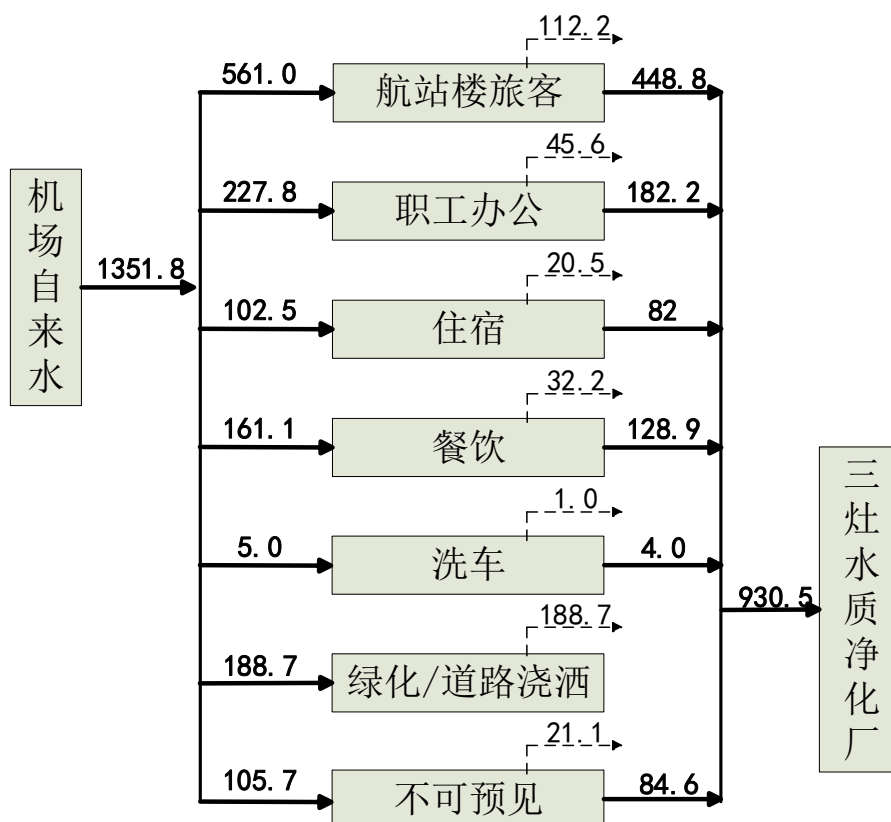 112.2
561.0
航站楼旅客
448.8
45.6
227.8
职工办公
182.2
机场自来水
1351.8
20.5
102.5
住宿
82
32.2
161.1
餐饮
128.9
1.0
5.0
洗车
4.0
930.5
三灶水质净化厂
188.7
188.7
绿化/道路浇洒
21.1
105.7
不可预见
84.6